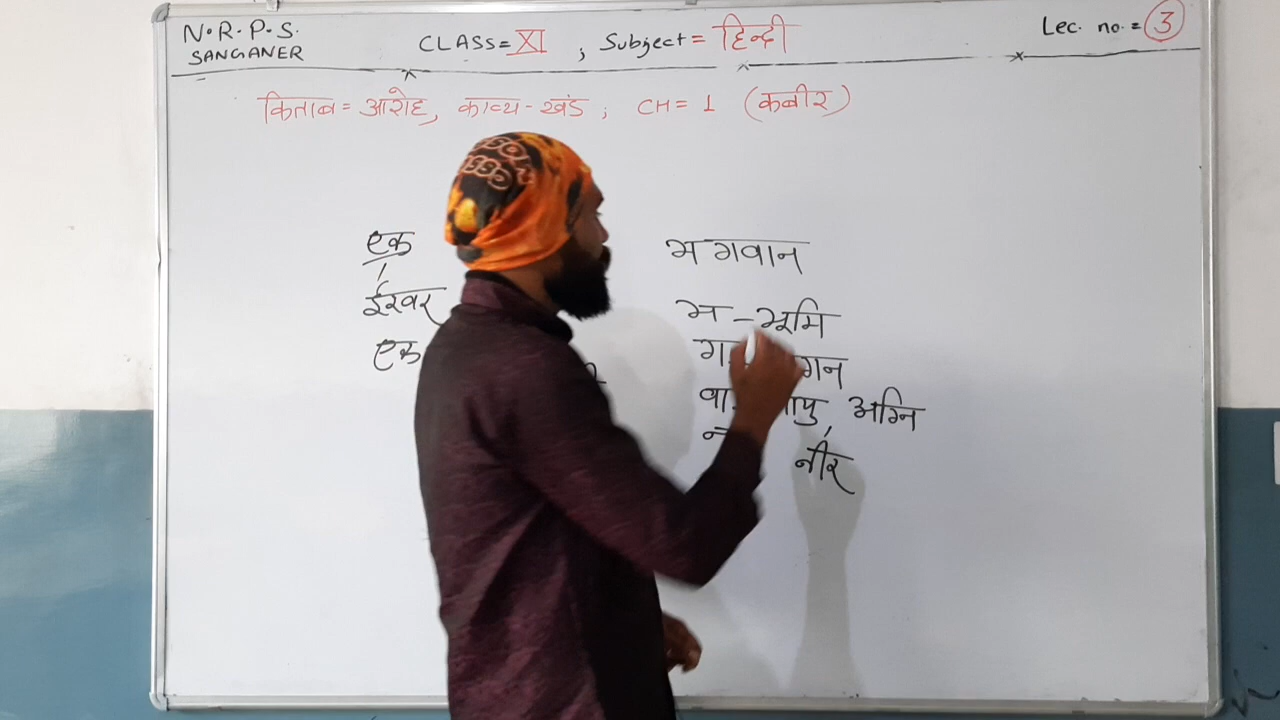 N.R.P.S.
SANGANER
CLASS=XI , Subject= हिन्दी
Lec. no.= 3
किताब= आरोह, काव्य-खंड ; CH= 1 (कबीर)
एक
ईश्वर
एक
भगवान
भ - भूमि
ग
वा अग्नि
न नीर